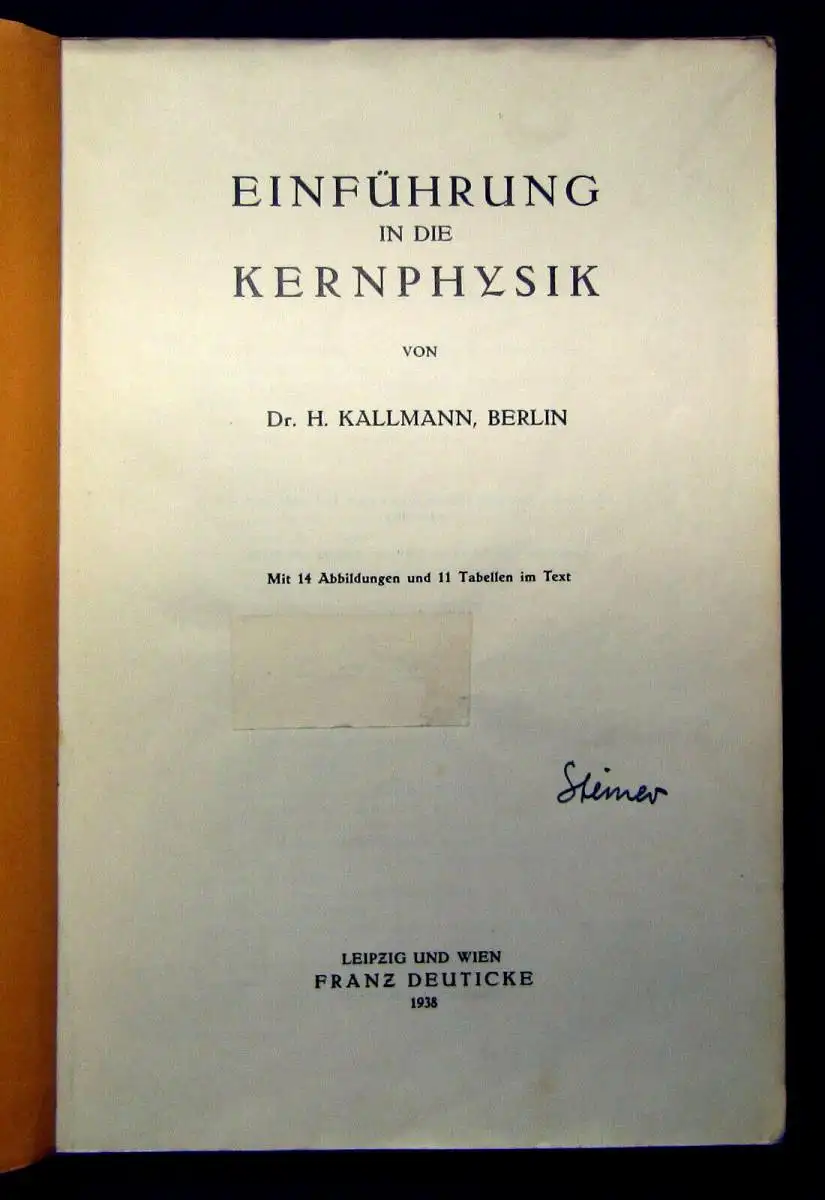 EINFÜHRUNG
IN DIE
KERNPHYSIK
VON
Dr. H. KALLMANN, BERLIN
Mit 14 Abbildungen und 11 Tabellen im Text
Steiner
LEIPZIG UND WIEN
FRANZ DEUTICKE
1938